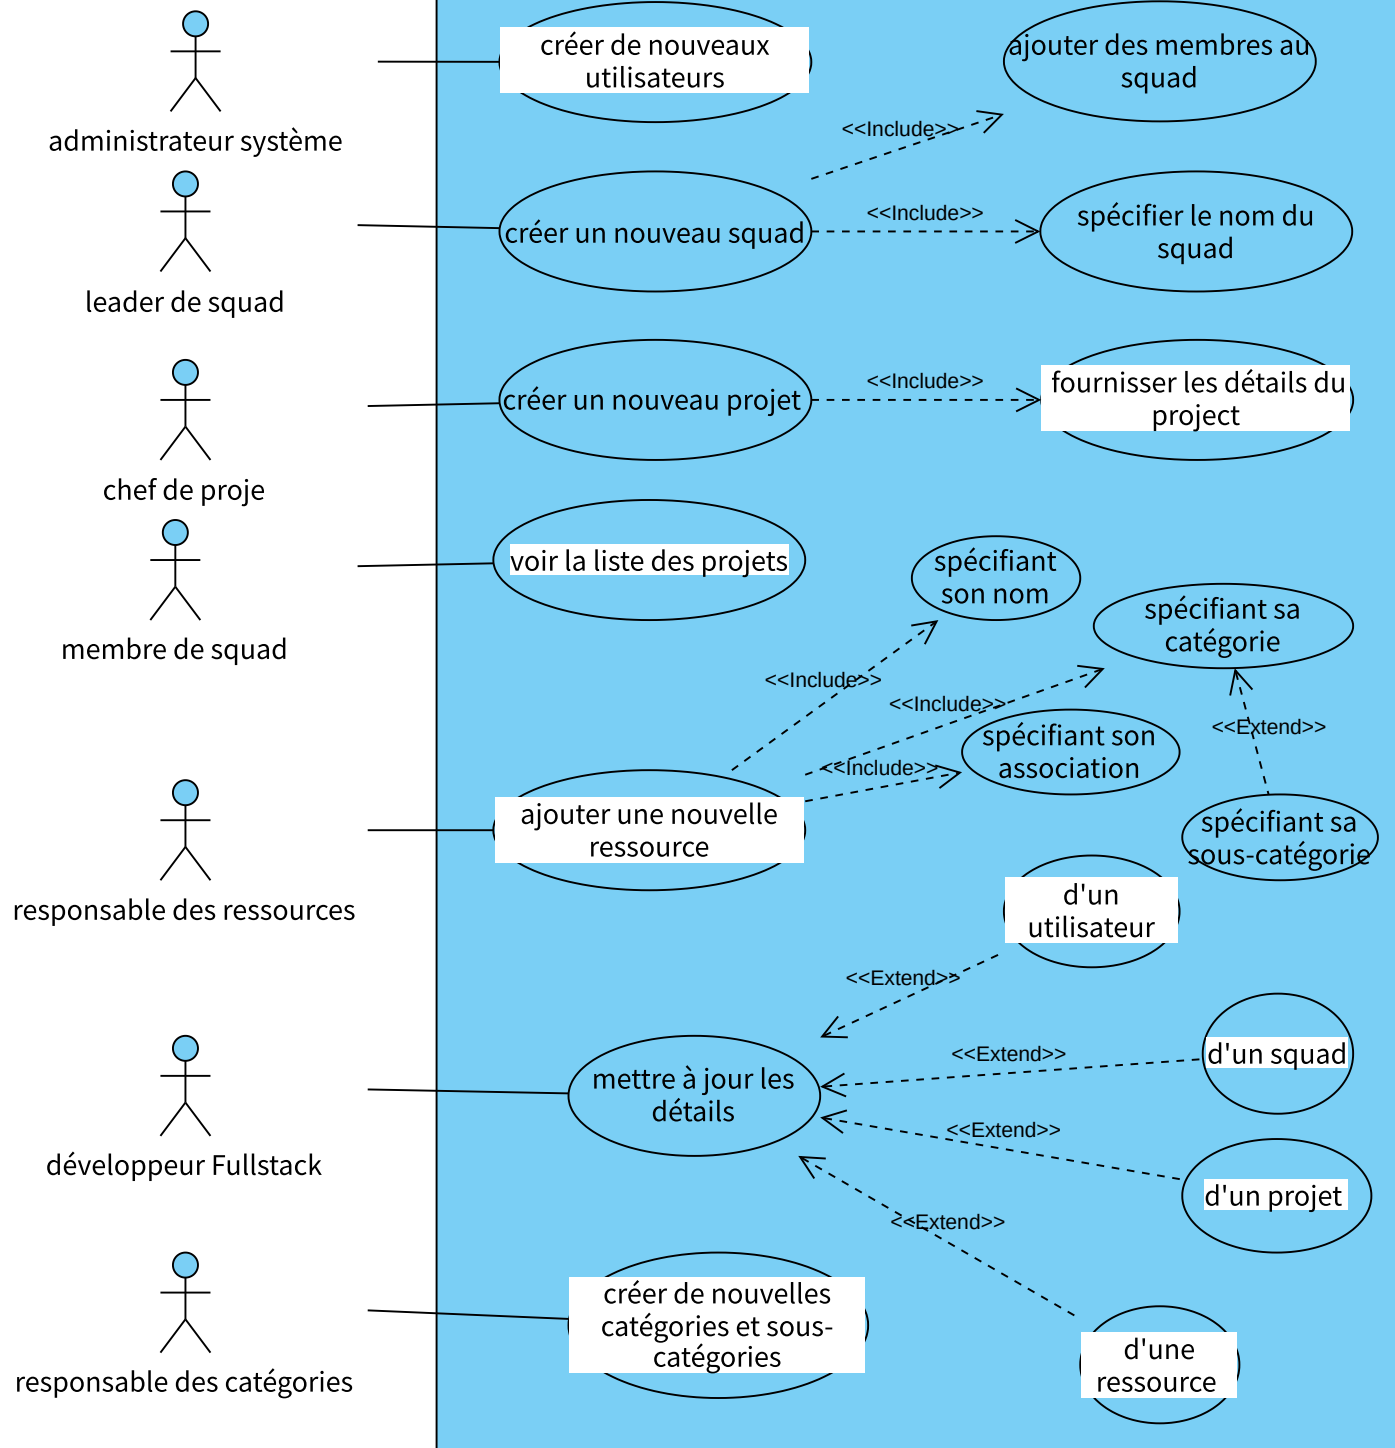 créer de nouveaux
utilisateurs
ajouter des membres au
squad
administrateur système
<<Include>>
créer un nouveau squad
<<Include>>
spécifier le nom du
squad
leader de squad
créer un nouveau projet
<<Include>>
fournisser les détails du
project
chef de proje
voir la liste des projets
spécifiant
son nom
spécifiant sa
catégorie
membre de squad
<<Include>>
<<Include>>
<<Include>>
spécifiant son
association
<<Extend>>
ajouter une nouvelle
ressource
spécifiant sa
sous-catégorie
responsable des ressources
d'un
utilisateur
<<Extend>>
mettre à jour les
détails
<<Extend>>
d'un squad
<<Extend>>
d'un projet
développeur Fullstack
<<Extend>>
créer de nouvelles
catégories et sous-
catégories
d'une
ressource
responsable des catégories